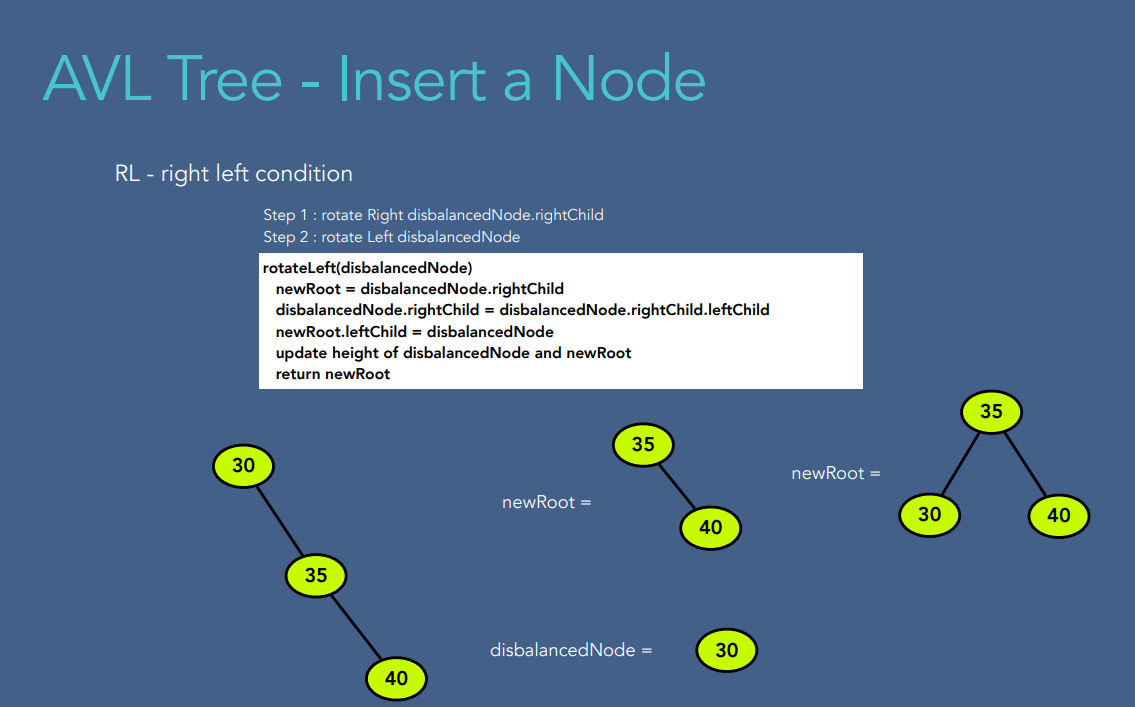 AVL Tree - Insert a Node
RL - right left condition
Step 1 : rotate Right disbalancedNode.rightChild
Step 2 : rotate Left disbalancedNode
rotateLeft(disbalancedNode)
newRoot = disbalancedNode.rightChild
disbalancedNode.rightChild = disbalancedNode.rightChild.leftChild
newRoot.leftChild = disbalancedNode
update height of disbalancedNode and newRoot
return newRoot
30
35
40
newRoot =
35
40
disbalancedNode =
30
newRoot =
35
30
40